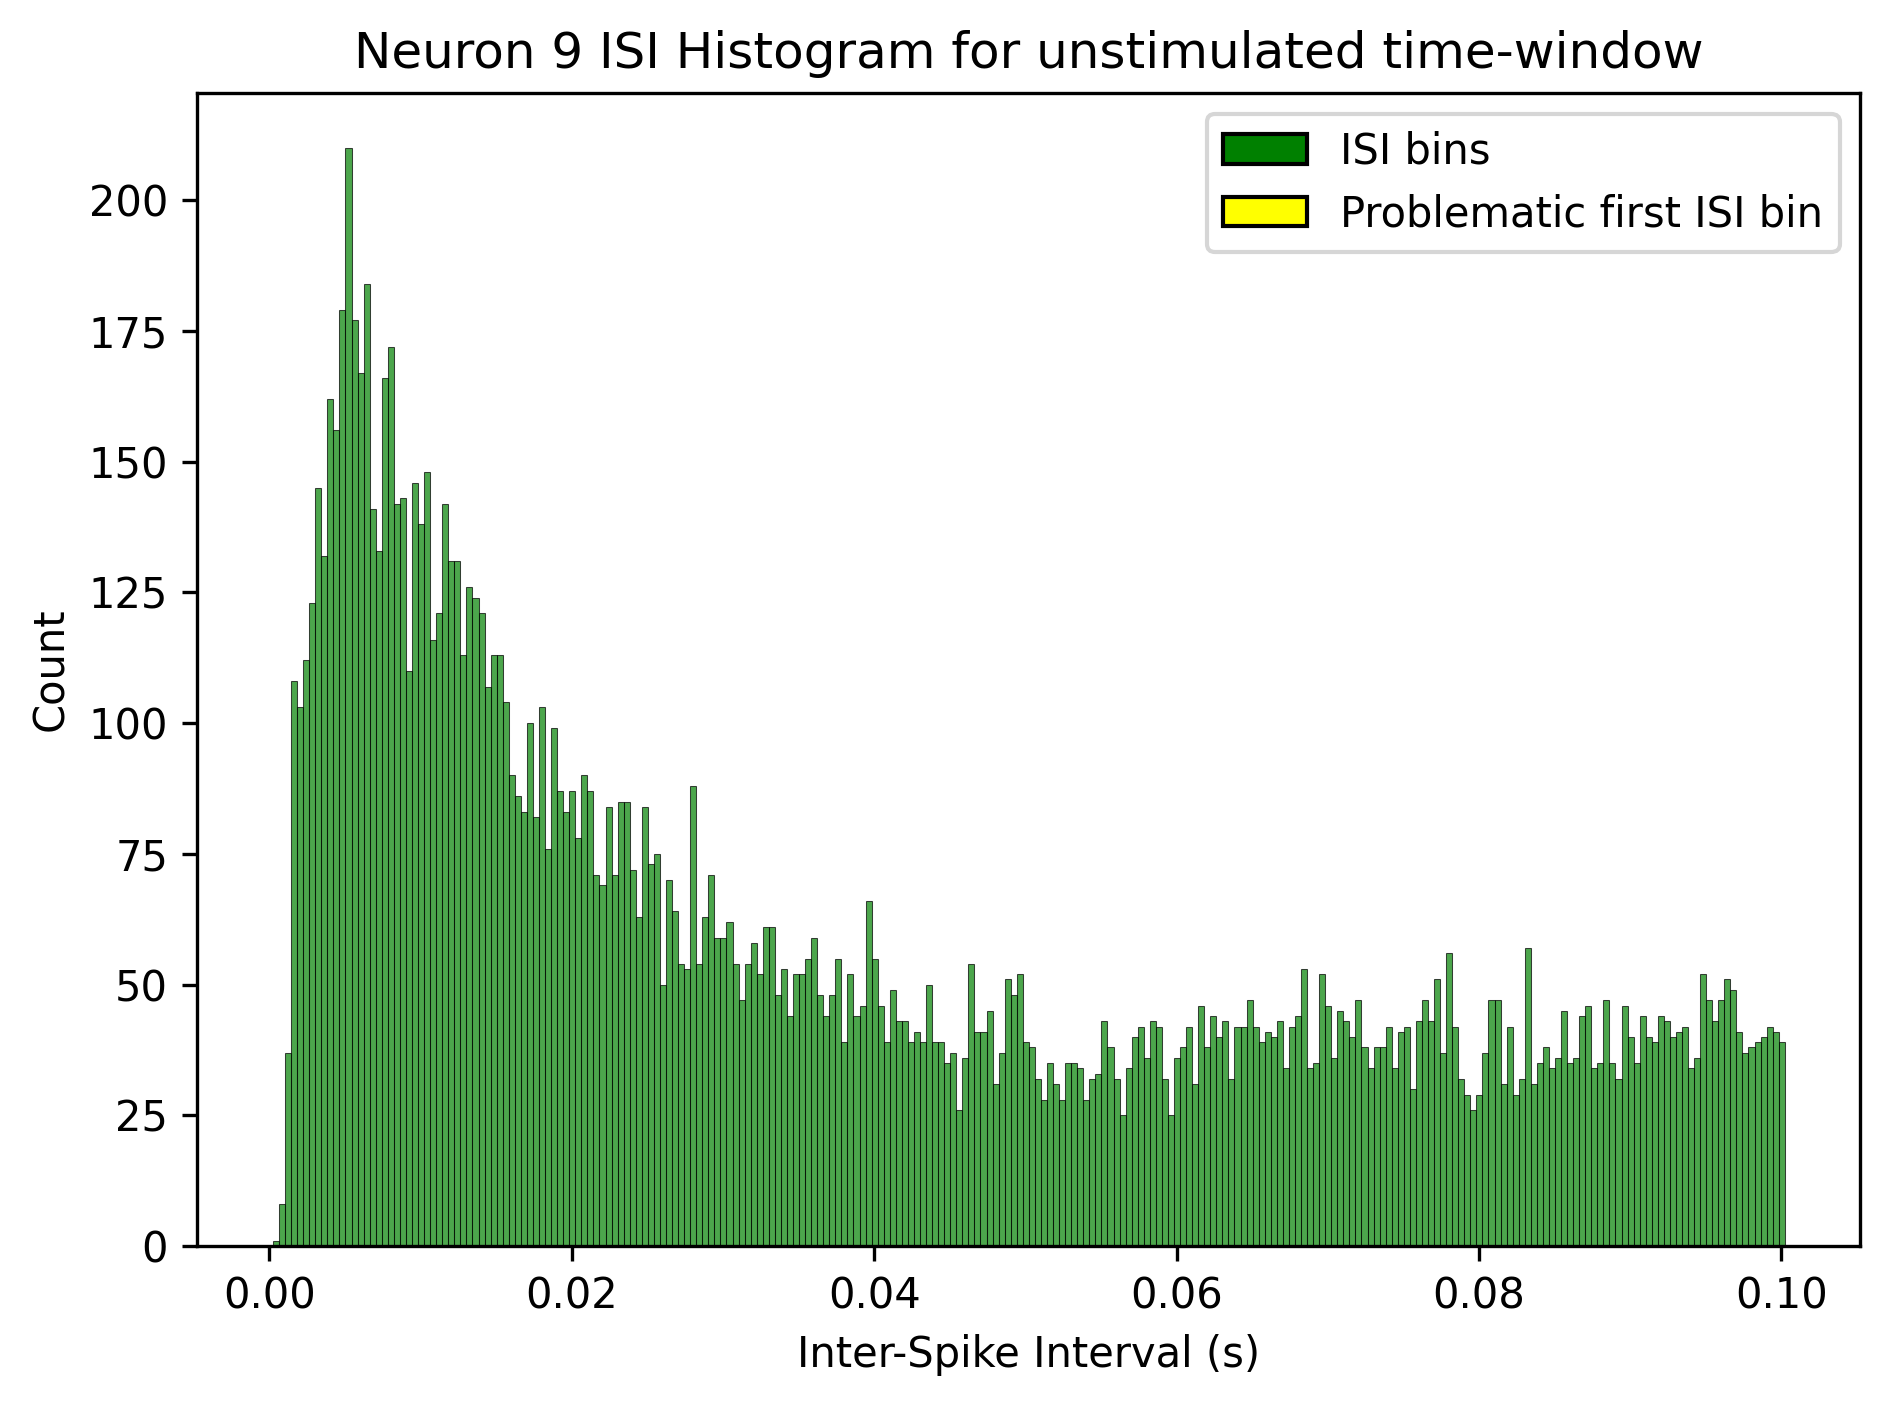 Neuron 9 ISI Histogram for unstimulated time-window
ISI bins
Problematic first ISI bin
Count
200
175
150
125
100
75
50
25
0
0.00 0.02 0.04 0.06 0.08 0.10
Inter-Spike Interval (s)